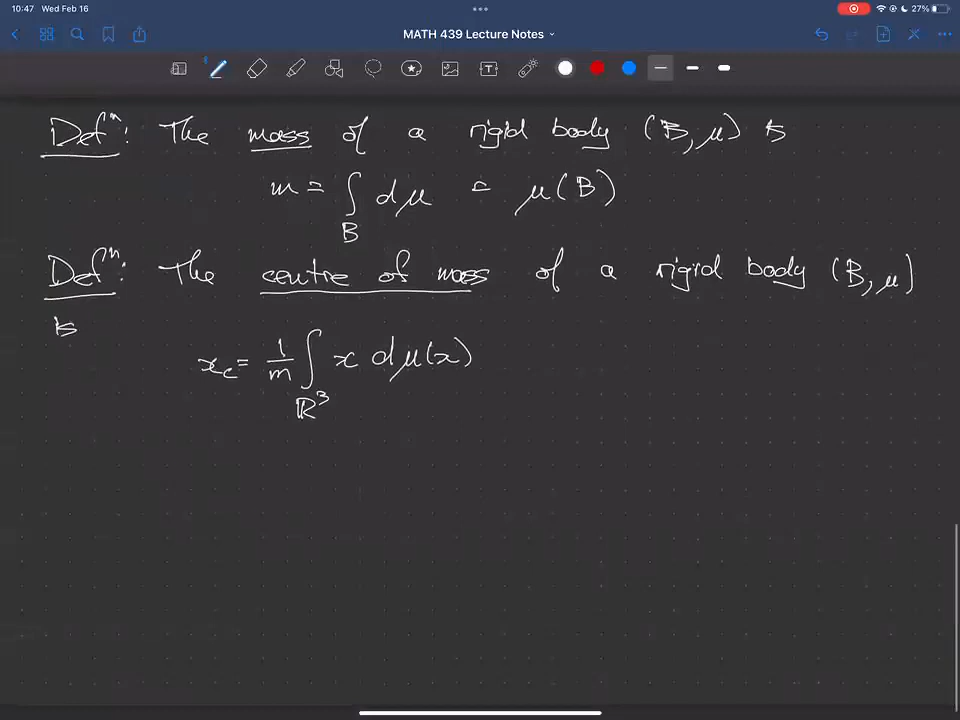 10:47 Wed Feb 16
27%
MATH 439 Lecture Notes
Defⁿ: The mass of a rigid body (B, μ) is
m = ∫_B dμ = μ(B)
Defⁿ: The centre of mass of a rigid body (B, μ)
is
x_c = 1/m ∫_{ℝ³} x dμ(x)